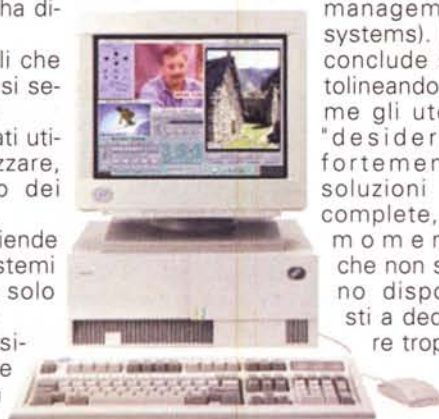 ha di-
li che
si se-
ati uti-
zzare,
o dei
iende
stemi
solo
si-
e
managem
systems).
conclude s
tolineando
me gli ute
"desider
fortemen
soluzioni
complete,
momen
che non s
no dispo
sti a dec
re trop